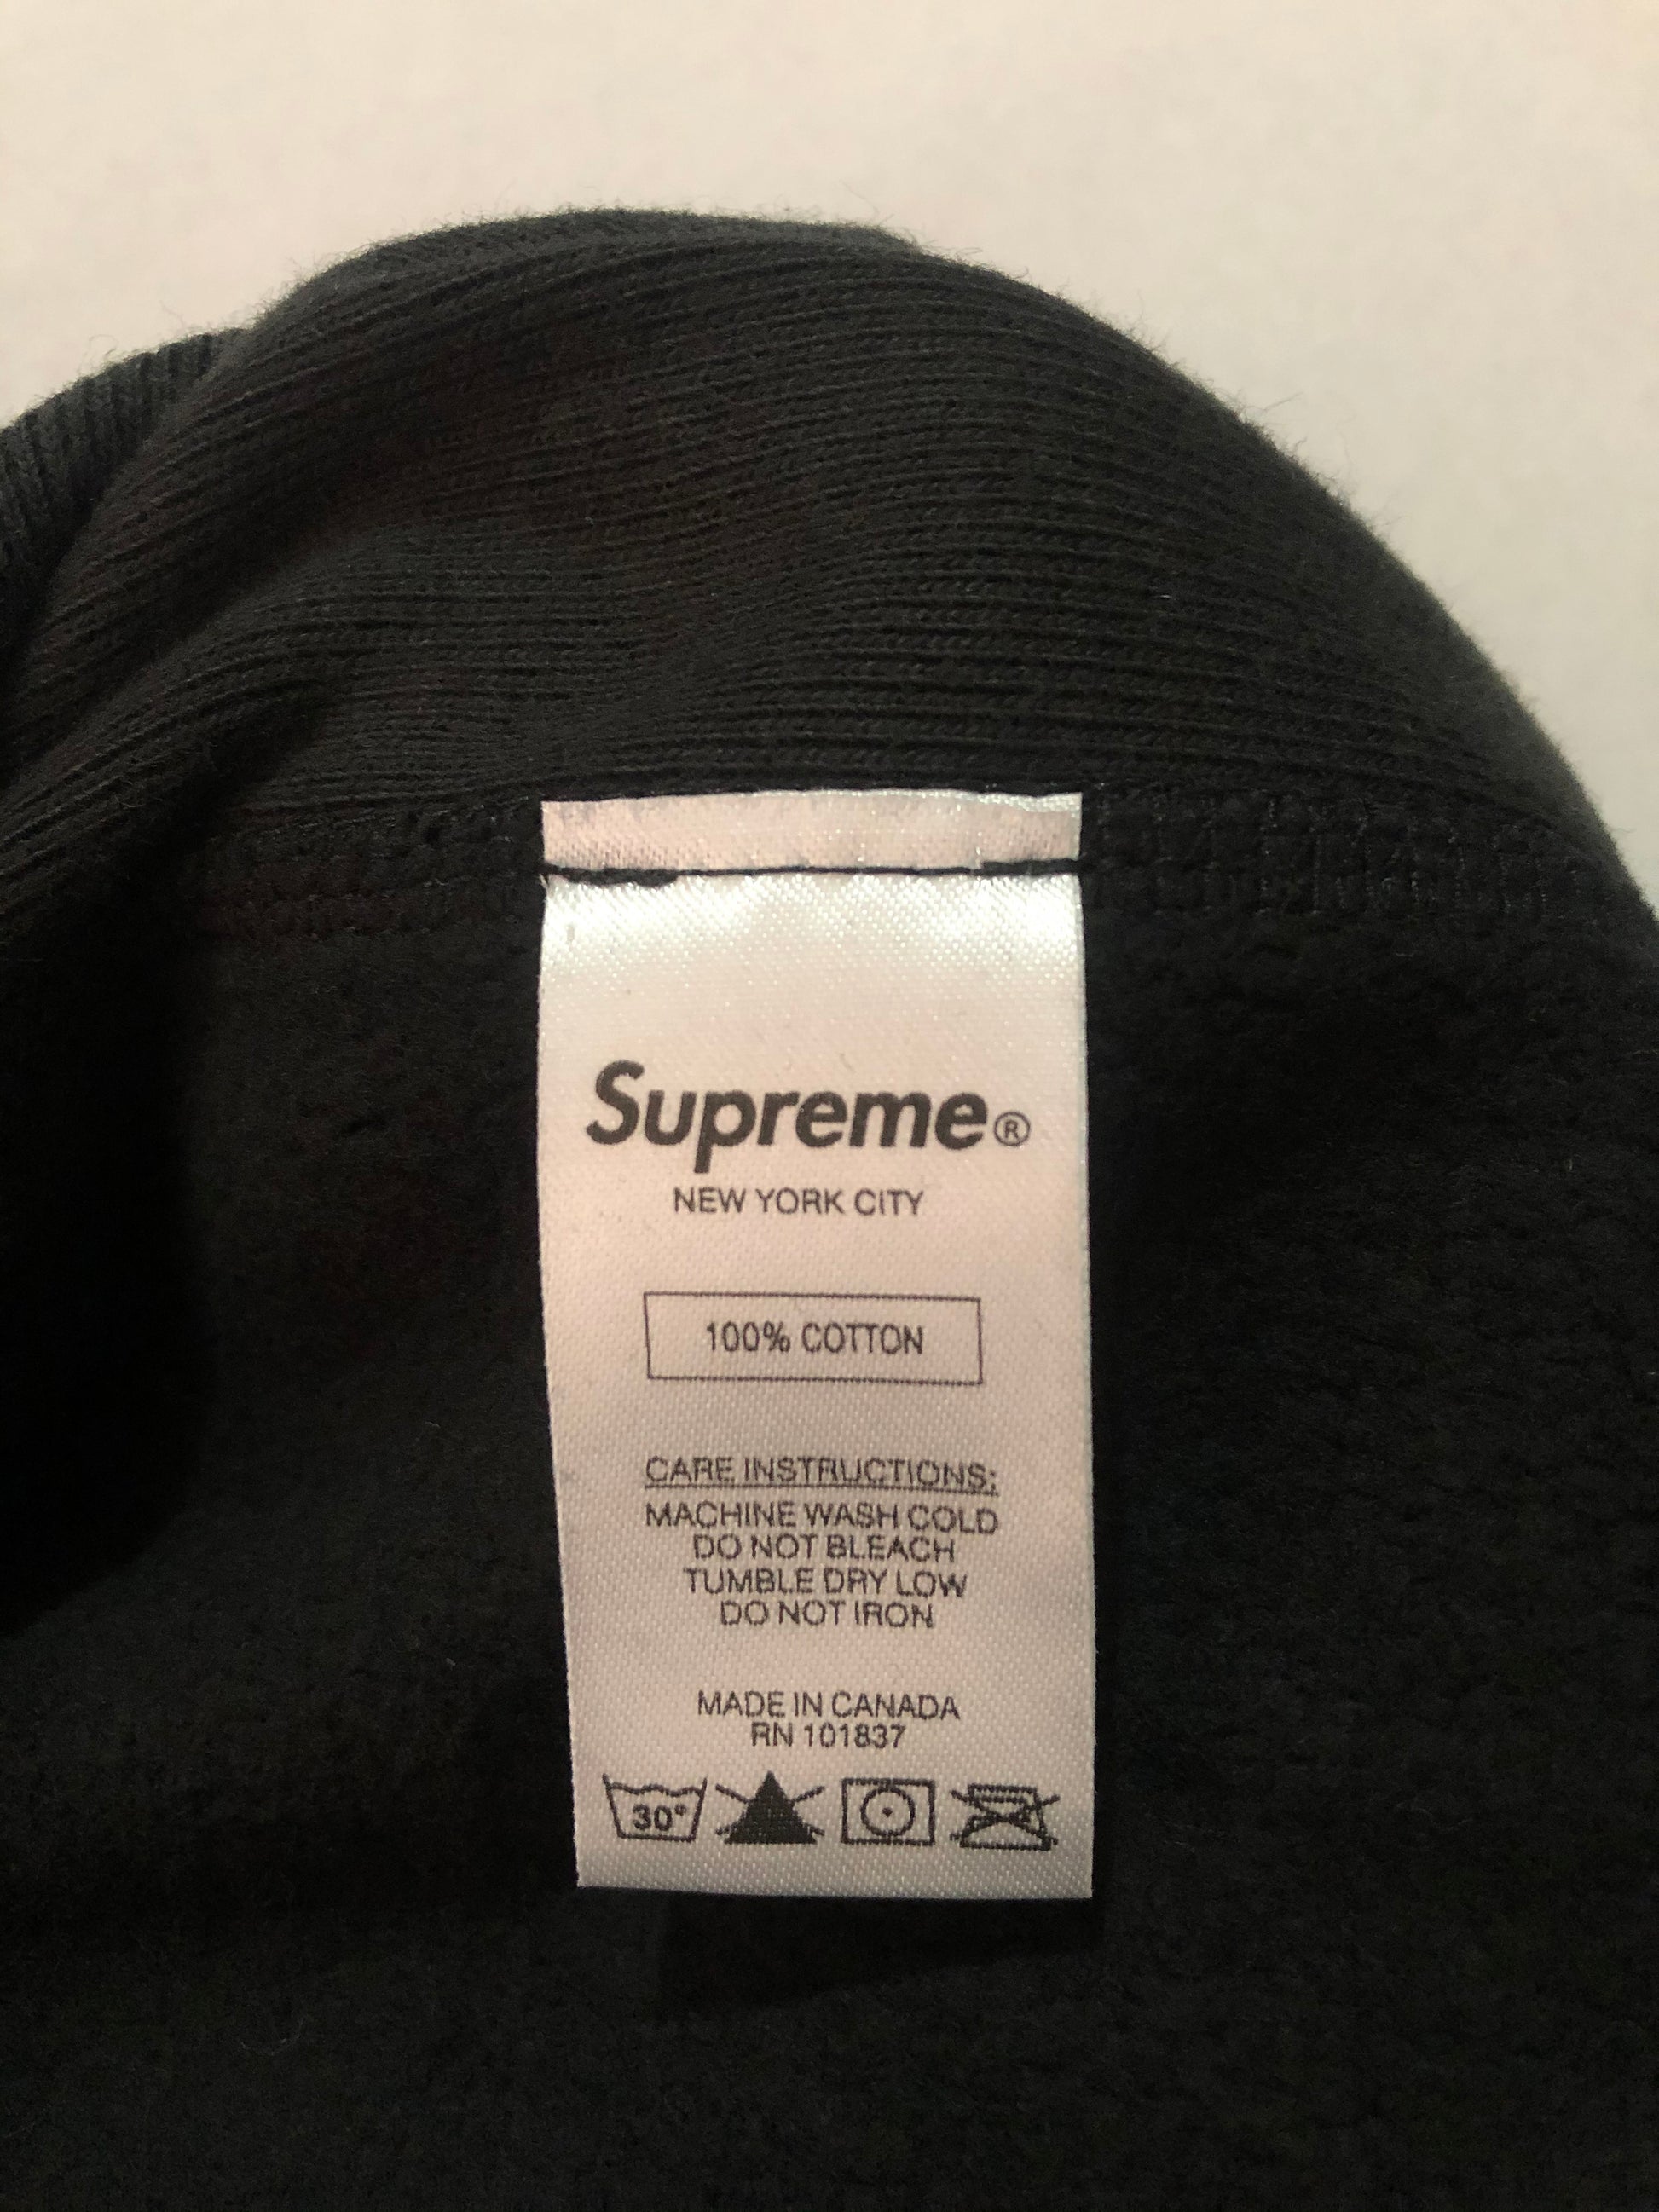 Supreme®
NEW YORK CITY
100% COTTON
CARE INSTRUCTIONS:
MACHINE WASH COLD
DO NOT BLEACH
TUMBLE DRY LOW
DO NOT IRON
MADE IN CANADA
RN 101837
30°